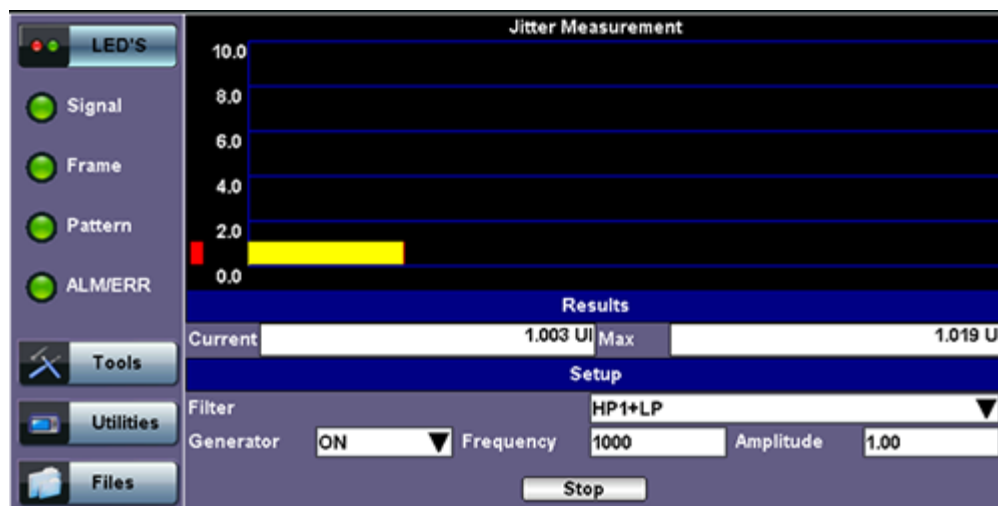 LED'S
Signal
Frame
Pattern
ALM/ERR
Tools
Utilities
Files
Jitter Measurement
10.0
8.0
6.0
4.0
2.0
0.0
Results
Current 1.003 UI Max 1.019 U
Setup
Filter HP1+LP
Generator ON Frequency 1000 Amplitude 1.00
Stop